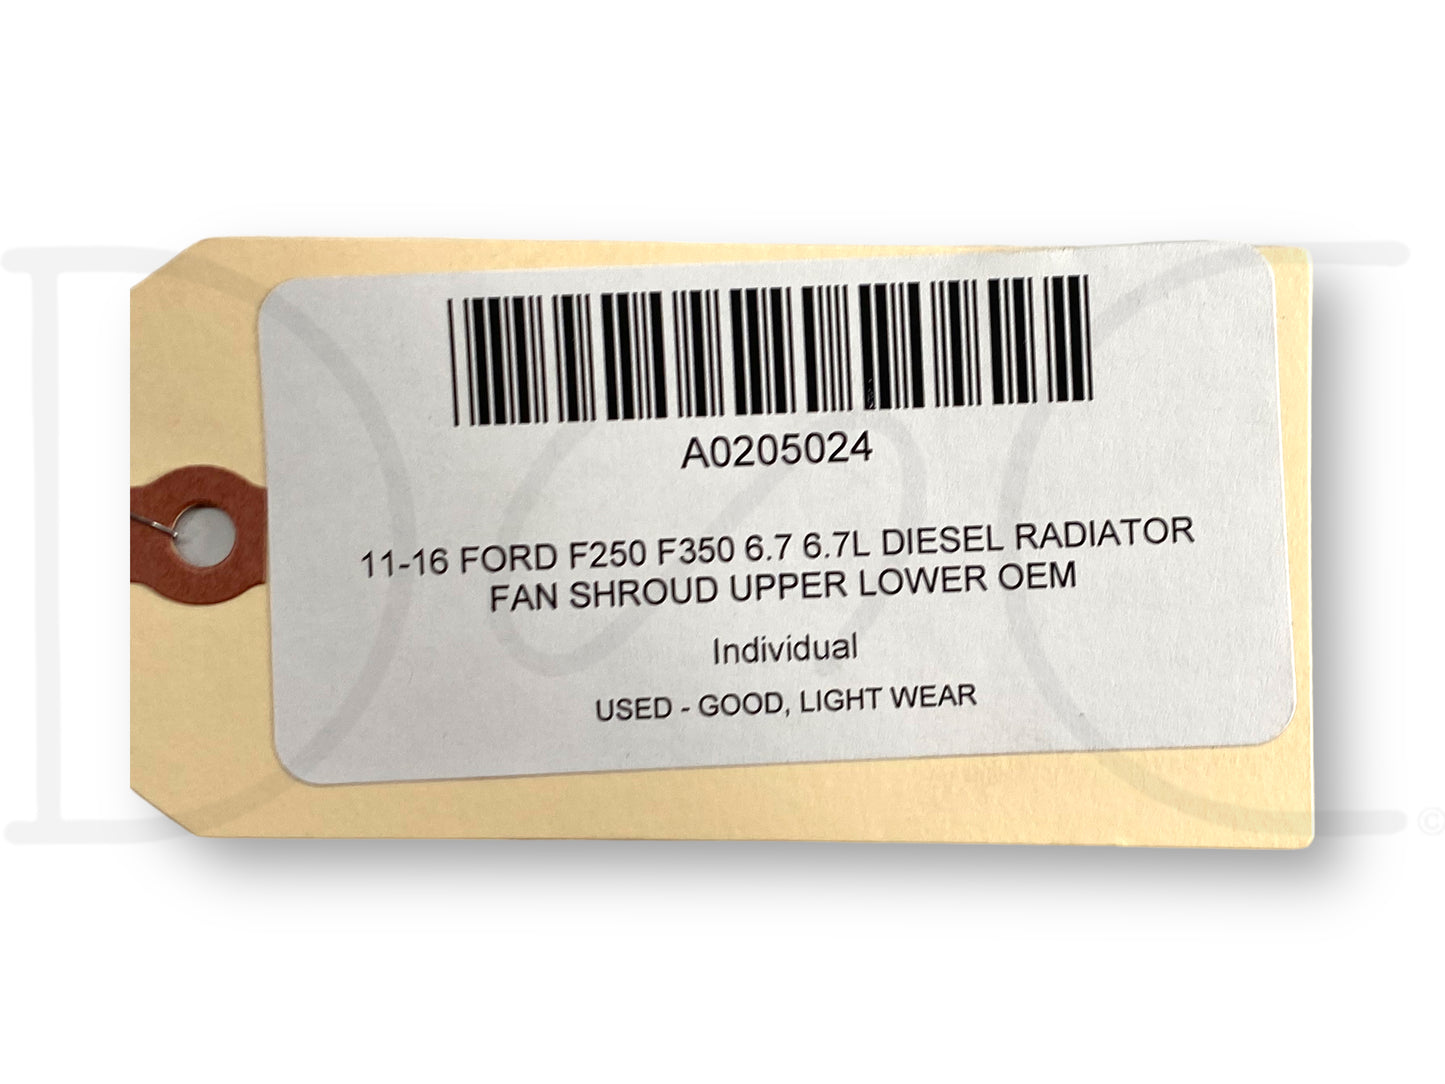 A0205024
11-16 FORD F250 F350 6.7 6.7L DIESEL RADIATOR
FAN SHROUD UPPER LOWER OEM
Individual
USED - GOOD, LIGHT WEAR
©